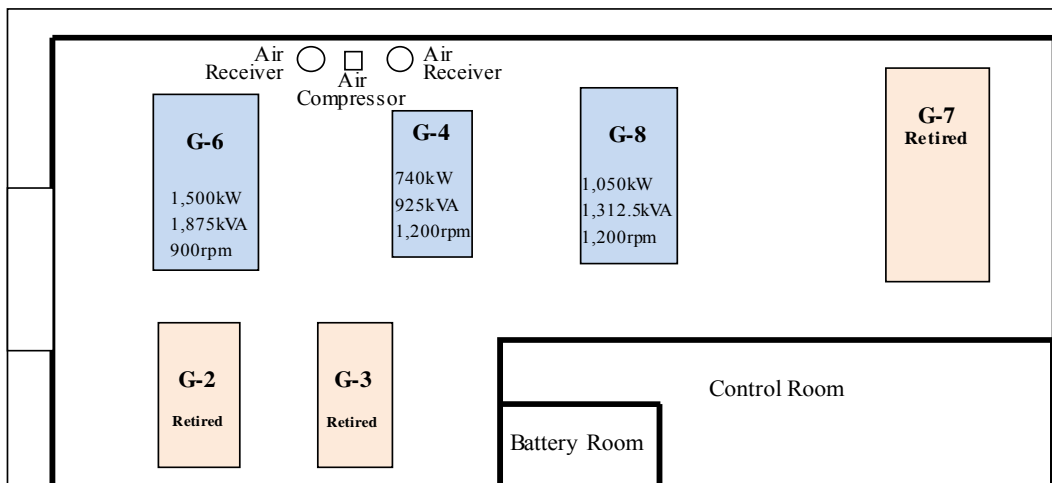 Air
Receiver
Air
Compressor
Air
Receiver
G-6
1,500kW
1,875kVA
900rpm
G-4
740kW
925kVA
1,200rpm
G-8
1,050kW
1,312.5kVA
1,200rpm
G-7
Retired
G-2
Retired
G-3
Retired
Control Room
Battery Room